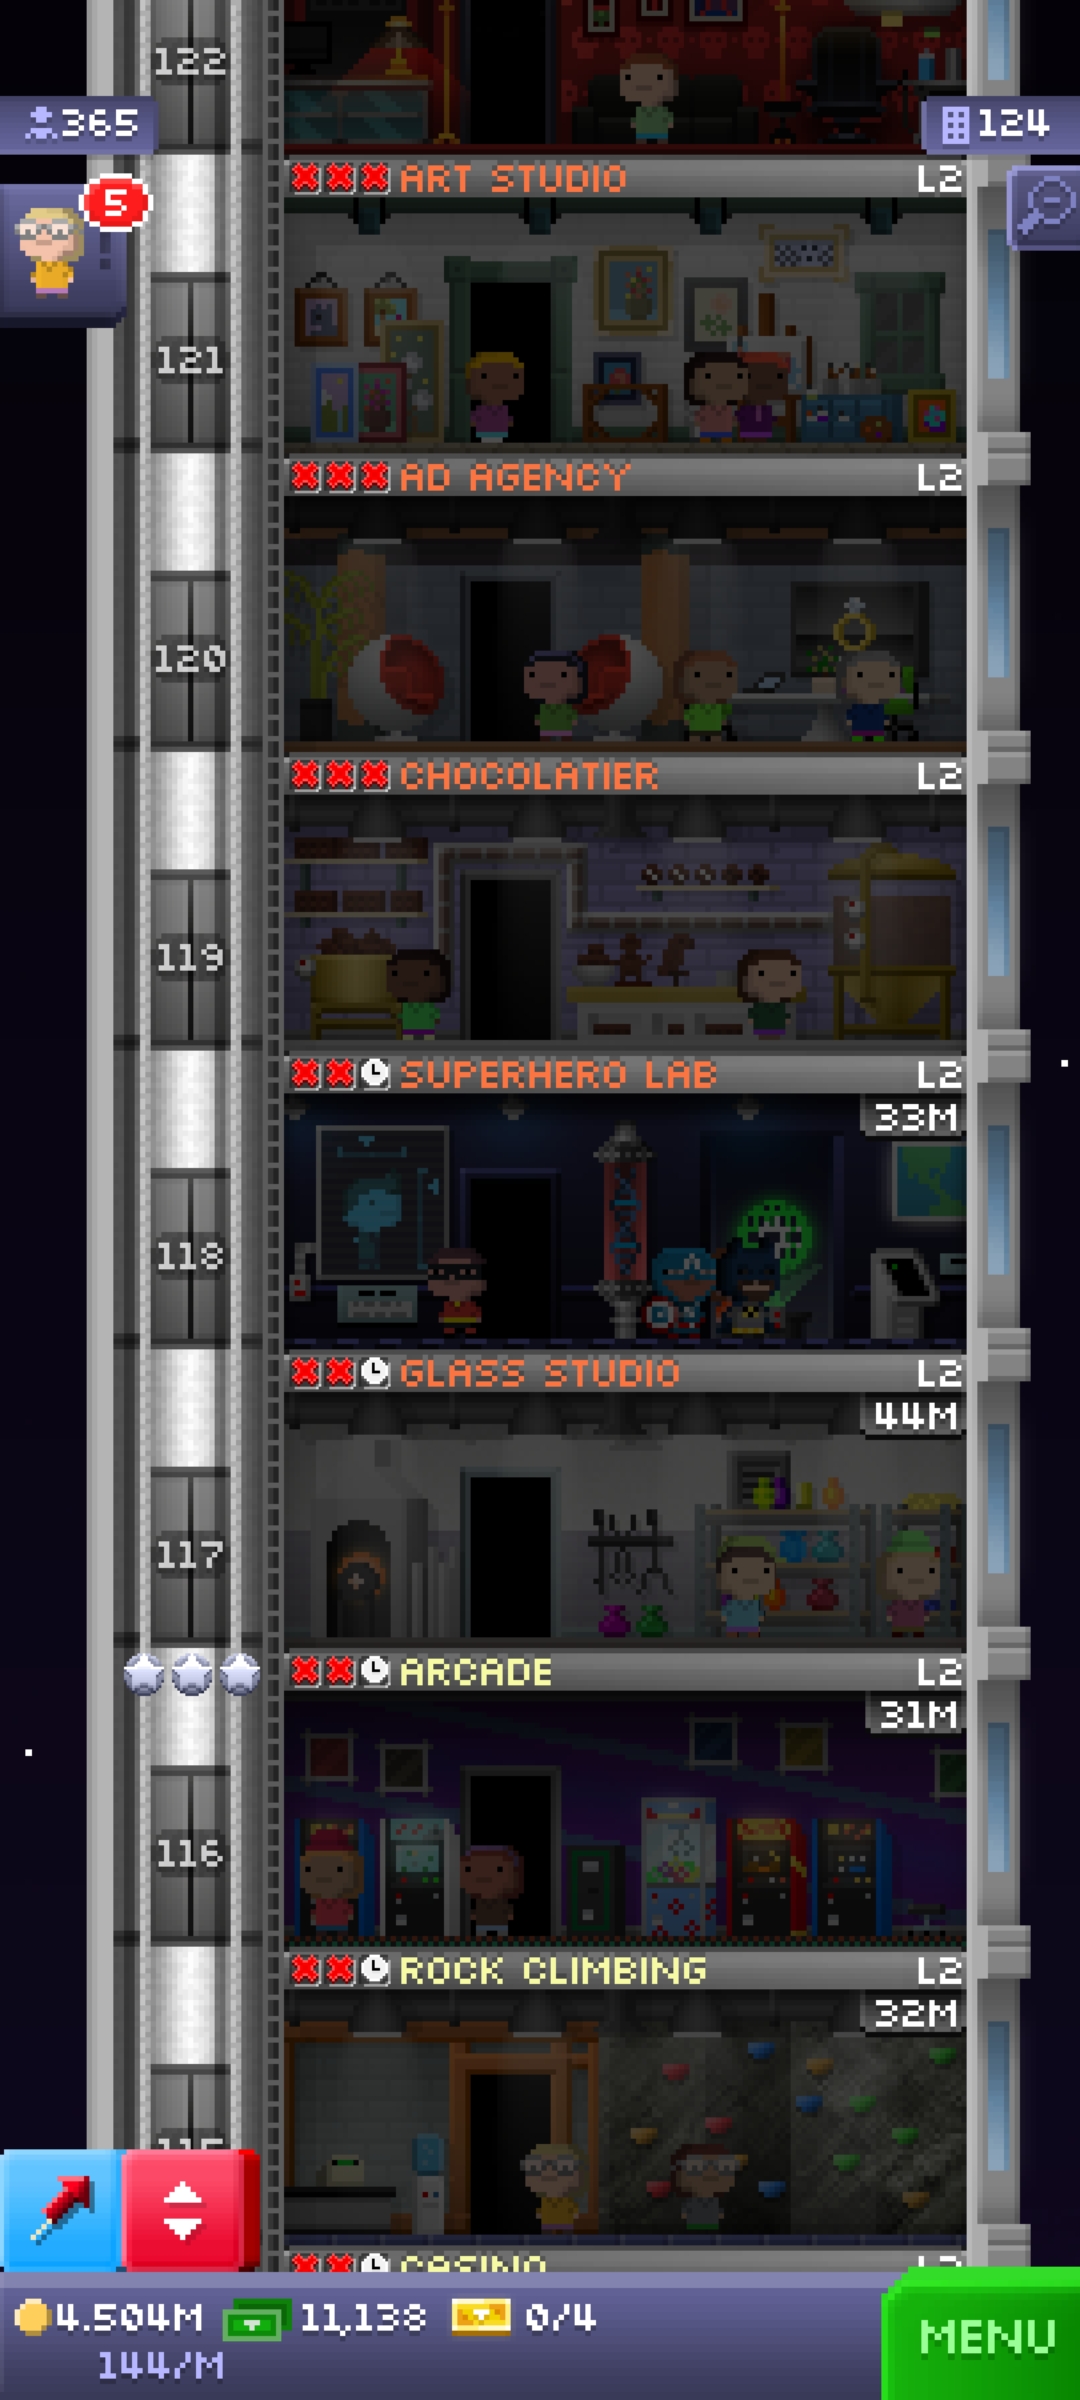 122
365
124
ART STUDIO L2
5
121
AD AGENCY L2
120
CHOCOLATIER L2
119
SUPERHERO LAB L2
33M
118
GLASS STUDIO L2
44M
117
ARCADE L2
31M
116
ROCK CLIMBING L2
32M
115
CASINO L2
4.504M 11,138 0/4
144/M
MENU